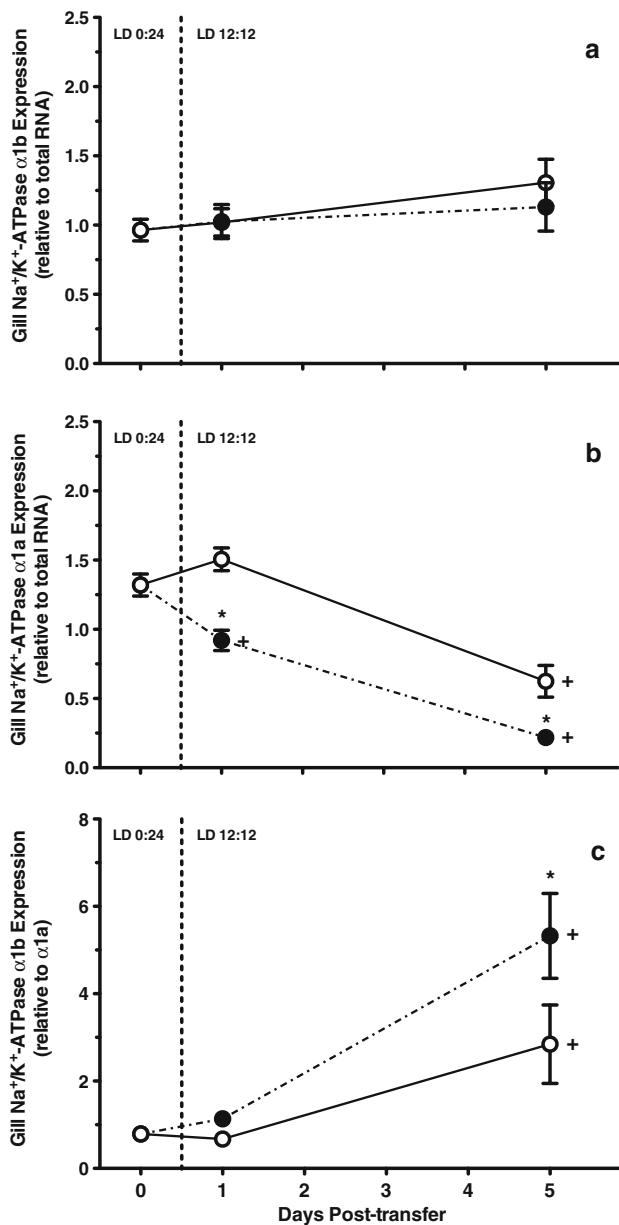 Gill Na⁺/K⁺-ATPase α1b Expression
(relative to total RNA)
2.5
2.0
1.5
1.0
0.5
0.0
LD 0:24
LD 12:12
a
Gill Na⁺/K⁺-ATPase α1a Expression
(relative to total RNA)
2.5
2.0
1.5
1.0
0.5
0.0
LD 0:24
LD 12:12
b
*
+
+
*
+
Gill Na⁺/K⁺-ATPase α1b Expression
(relative to α1a)
8
6
4
2
0
LD 0:24
LD 12:12
c
*
+
+
0 1 2 3 4 5
Days Post-transfer